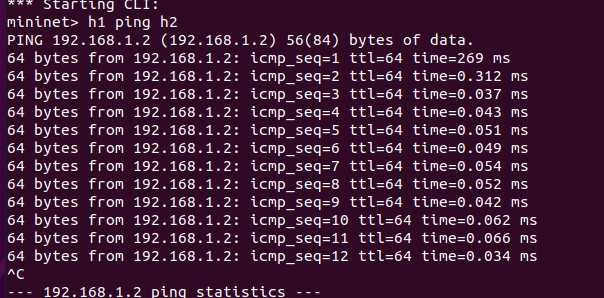 *** Starting CLI:
mininet> h1 ping h2
PING 192.168.1.2 (192.168.1.2) 56(84) bytes of data.
64 bytes from 192.168.1.2: icmp_seq=1 ttl=64 time=269 ms
64 bytes from 192.168.1.2: icmp_seq=2 ttl=64 time=0.312 ms
64 bytes from 192.168.1.2: icmp_seq=3 ttl=64 time=0.037 ms
64 bytes from 192.168.1.2: icmp_seq=4 ttl=64 time=0.043 ms
64 bytes from 192.168.1.2: icmp_seq=5 ttl=64 time=0.051 ms
64 bytes from 192.168.1.2: icmp_seq=6 ttl=64 time=0.049 ms
64 bytes from 192.168.1.2: icmp_seq=7 ttl=64 time=0.054 ms
64 bytes from 192.168.1.2: icmp_seq=8 ttl=64 time=0.052 ms
64 bytes from 192.168.1.2: icmp_seq=9 ttl=64 time=0.042 ms
64 bytes from 192.168.1.2: icmp_seq=10 ttl=64 time=0.062 ms
64 bytes from 192.168.1.2: icmp_seq=11 ttl=64 time=0.066 ms
64 bytes from 192.168.1.2: icmp_seq=12 ttl=64 time=0.034 ms
^C
--- 192.168.1.2 ping statistics ---